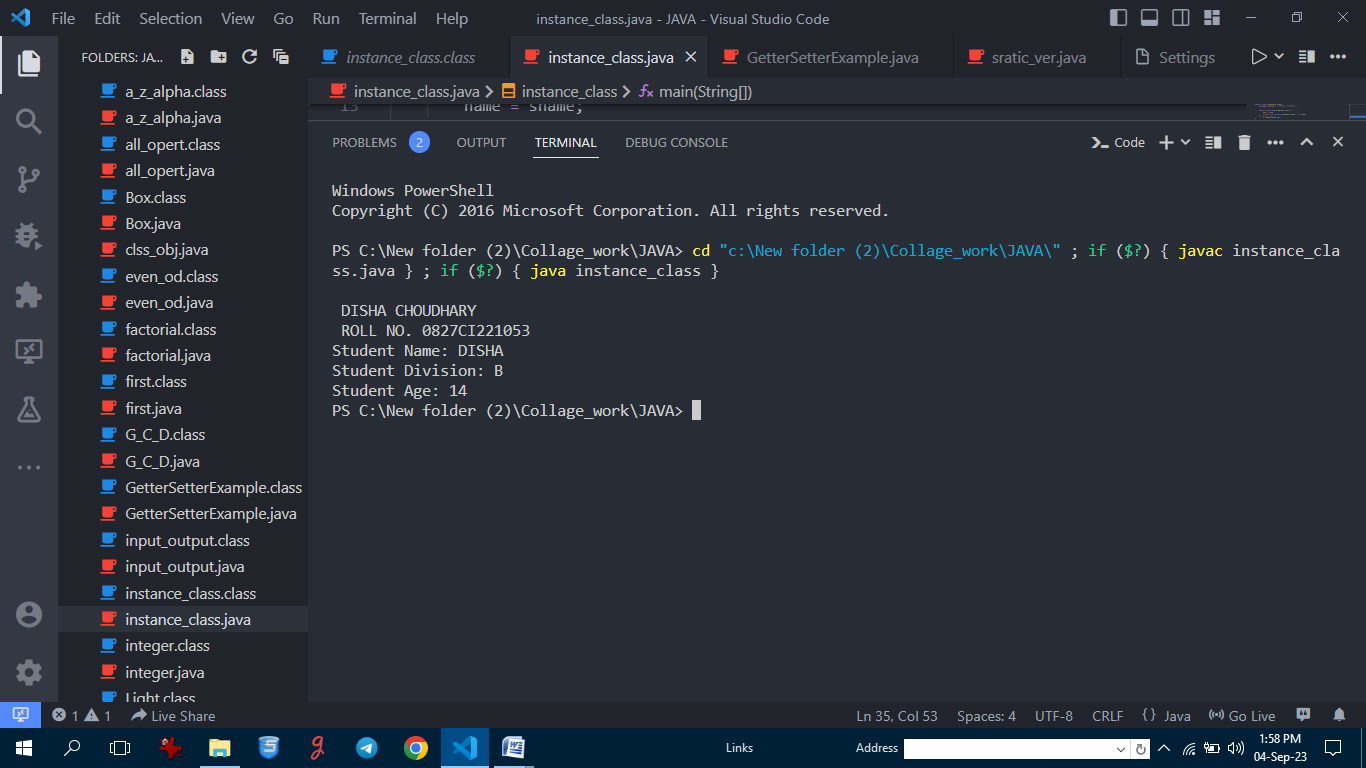 File Edit Selection View Go Run Terminal Help instance_class.java - JAVA - Visual Studio Code
FOLDERS: JA...
instance_class.class instance_class.java GetterSetterExample.java sratic_ver.java Settings
instance_class.java > instance_class > main(String[])
13 name = sname;
a_z_alpha.class
a_z_alpha.java
all_opert.class
all_opert.java
Box.class
Box.java
clss_obj.java
even_od.class
even_od.java
factorial.class
factorial.java
first.class
first.java
G_C_D.class
G_C_D.java
GetterSetterExample.class
GetterSetterExample.java
input_output.class
input_output.java
instance_class.class
instance_class.java
integer.class
integer.java
Light.class
PROBLEMS 2 OUTPUT TERMINAL DEBUG CONSOLE Code
Windows PowerShell
Copyright (C) 2016 Microsoft Corporation. All rights reserved.
PS C:\New folder (2)\Collage_work\JAVA> cd "c:\New folder (2)\Collage_work\JAVA\" ; if ($?) { javac instance_cla
ss.java } ; if ($?) { java instance_class }
DISHA CHOUDHARY
ROLL NO. 0827CI221053
Student Name: DISHA
Student Division: B
Student Age: 14
PS C:\New folder (2)\Collage_work\JAVA>
1 1 Live Share Ln 35, Col 53 Spaces: 4 UTF-8 CRLF {} Java Go Live
Links Address 1:58 PM
04-Sep-23